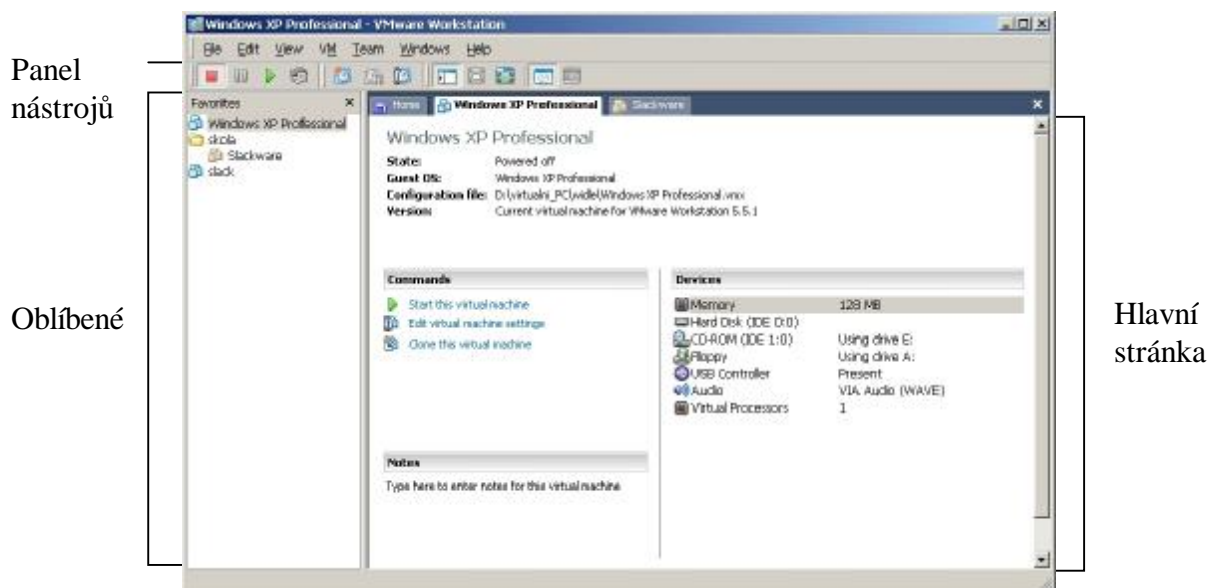 Windows XP Professional - VMware Workstation
File Edit View VM Team Windows Help
Panel
nástrojů
Favorites
Windows XP Professional
skola
Slackware
slack
Oblíbené
Home Windows XP Professional Slackware
Windows XP Professional
State: Powered off
Guest OS: Windows XP Professional
Configuration file: D:\virtualni_PC\widle\Windows XP Professional.vmx
Version: Current virtual machine for VMware Workstation 5.5.1
Commands
Start this virtual machine
Edit virtual machine settings
Clone this virtual machine
Notes
Type here to enter notes for this virtual machine
Devices
Memory 128 MB
Hard Disk (IDE 0:0)
CD-ROM (IDE 1:0) Using drive E:
Floppy Using drive A:
USB Controller Present
Audio VIA Audio (WAVE)
Virtual Processors 1
Hlavní
stránka